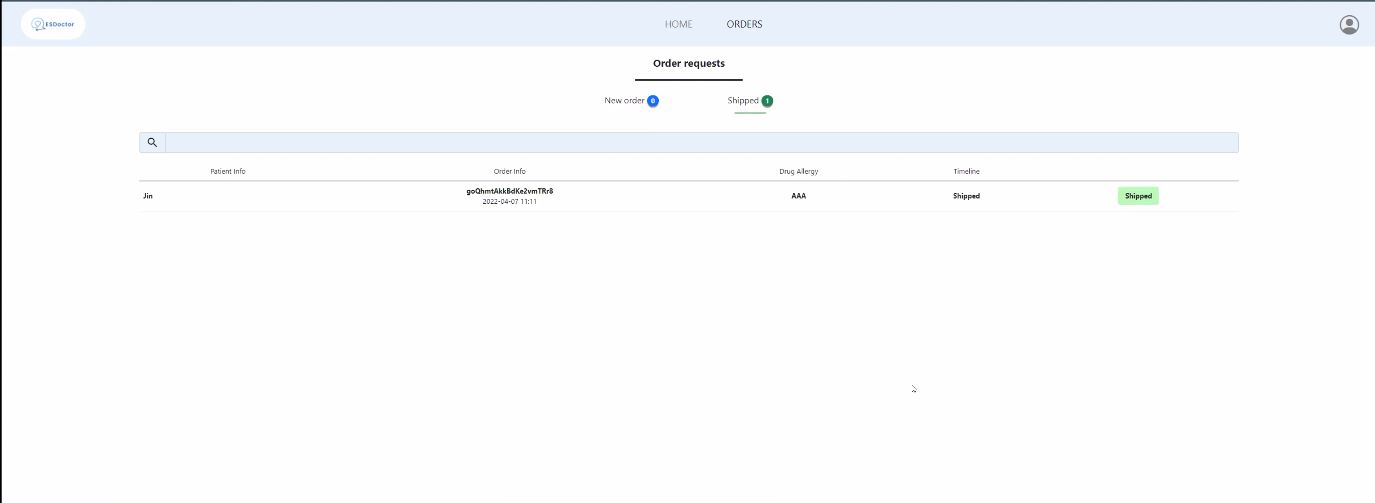 ESDoctor
HOME ORDERS
Order requests
New order 0 Shipped 1
Patient Info Order Info Drug Allergy Timeline
Jin goQhmtAkkBdKe2vmTRr8 AAA Shipped Shipped
2022-04-07 11:11